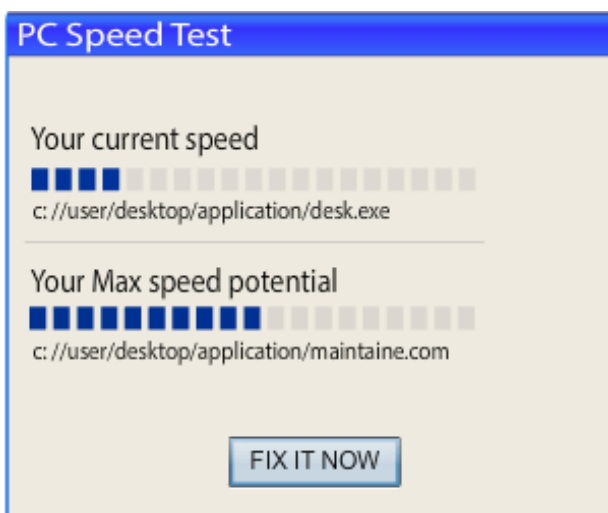 PC Speed Test
Your current speed
c: //user/desktop/application/desk.exe
Your Max speed potential
c: //user/desktop/application/maintaine.com
FIX IT NOW